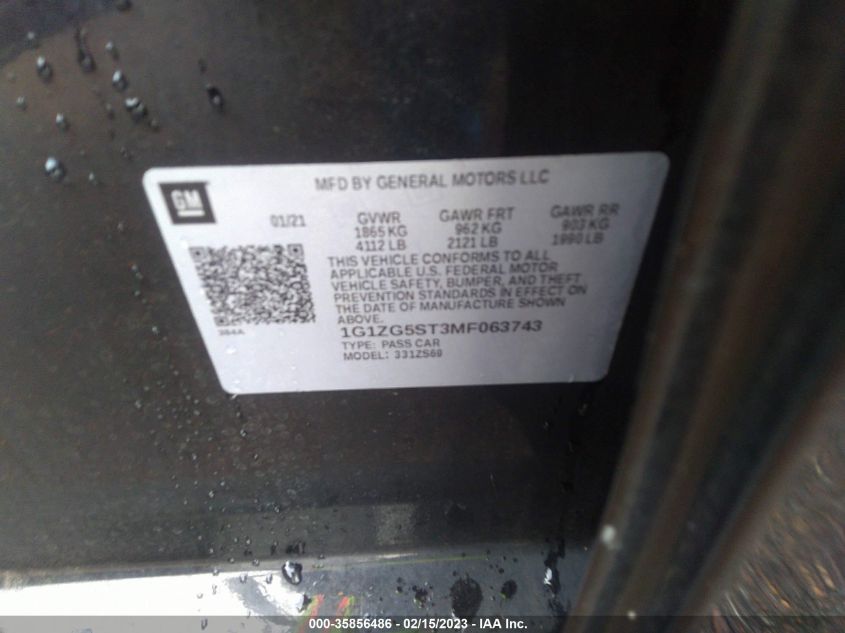 MFD BY GENERAL MOTORS LLC
GM
01/21 GVWR GAWR FRT GAWR RR
1865 KG 962 KG 903 KG
4112 LB 2121 LB 1990 LB
THIS VEHICLE CONFORMS TO ALL
APPLICABLE U.S. FEDERAL MOTOR
VEHICLE SAFETY, BUMPER, AND THEFT
PREVENTION STANDARDS IN EFFECT ON
THE DATE OF MANUFACTURE SHOWN
ABOVE.
384A
1G1ZG5ST3MF063743
TYPE: PASS CAR
MODEL: 331ZS69
000-35856486 - 02/15/2023 - IAA Inc.